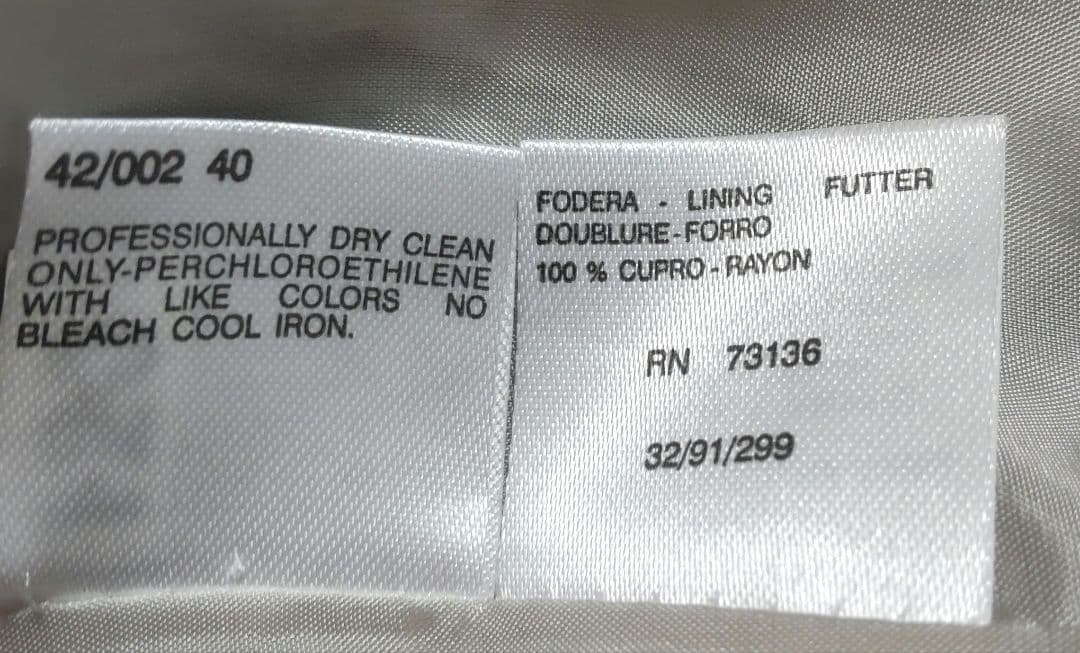 42/002 40
PROFESSIONALLY DRY CLEAN
ONLY-PERCHLOROETHILENE
WITH LIKE COLORS NO
BLEACH COOL IRON.
FODERA - LINING FUTTER
DOUBLURE-FORRO
100 % CUPRO-RAYON
RN 73136
32/91/299